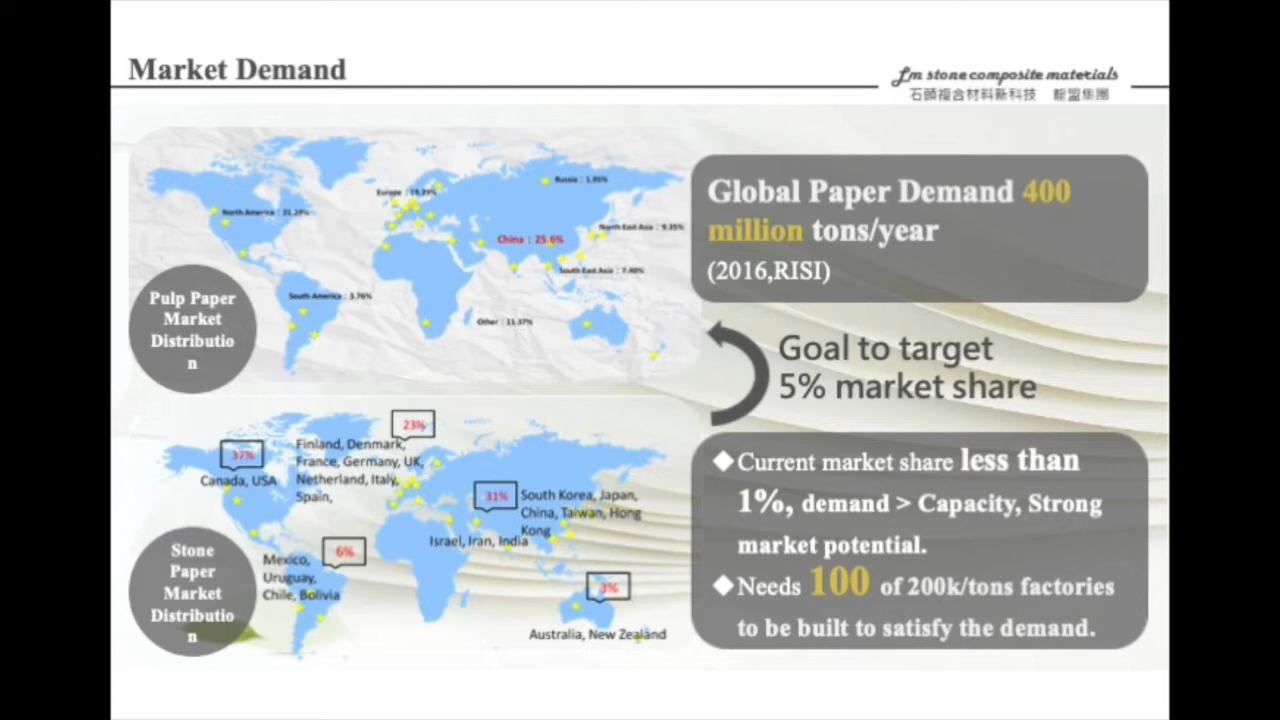 Market Demand
Lm stone composite materials
石頭複合材料新科技 龍盟集團
Europe : 19.29%
Russia : 1.95%
North America : 21.29%
North East Asia : 9.35%
China : 25.6%
South East Asia : 7.40%
South America : 3.76%
Other : 11.37%
Pulp Paper
Market
Distributio
n
Global Paper Demand 400
million tons/year
(2016,RISI)
Goal to target
5% market share
23%
37%
Canada, USA
Finland, Denmark,
France, Germany, UK,
Netherland, Italy,
Spain,
31%
South Korea, Japan,
China, Taiwan, Hong
Kong
Israel, Iran, India
6%
Mexico,
Uruguay,
Chile, Bolivia
3%
Australia, New Zealand
Stone
Paper
Market
Distributio
n
◆Current market share less than
1%, demand > Capacity, Strong
market potential.
◆Needs 100 of 200k/tons factories
to be built to satisfy the demand.